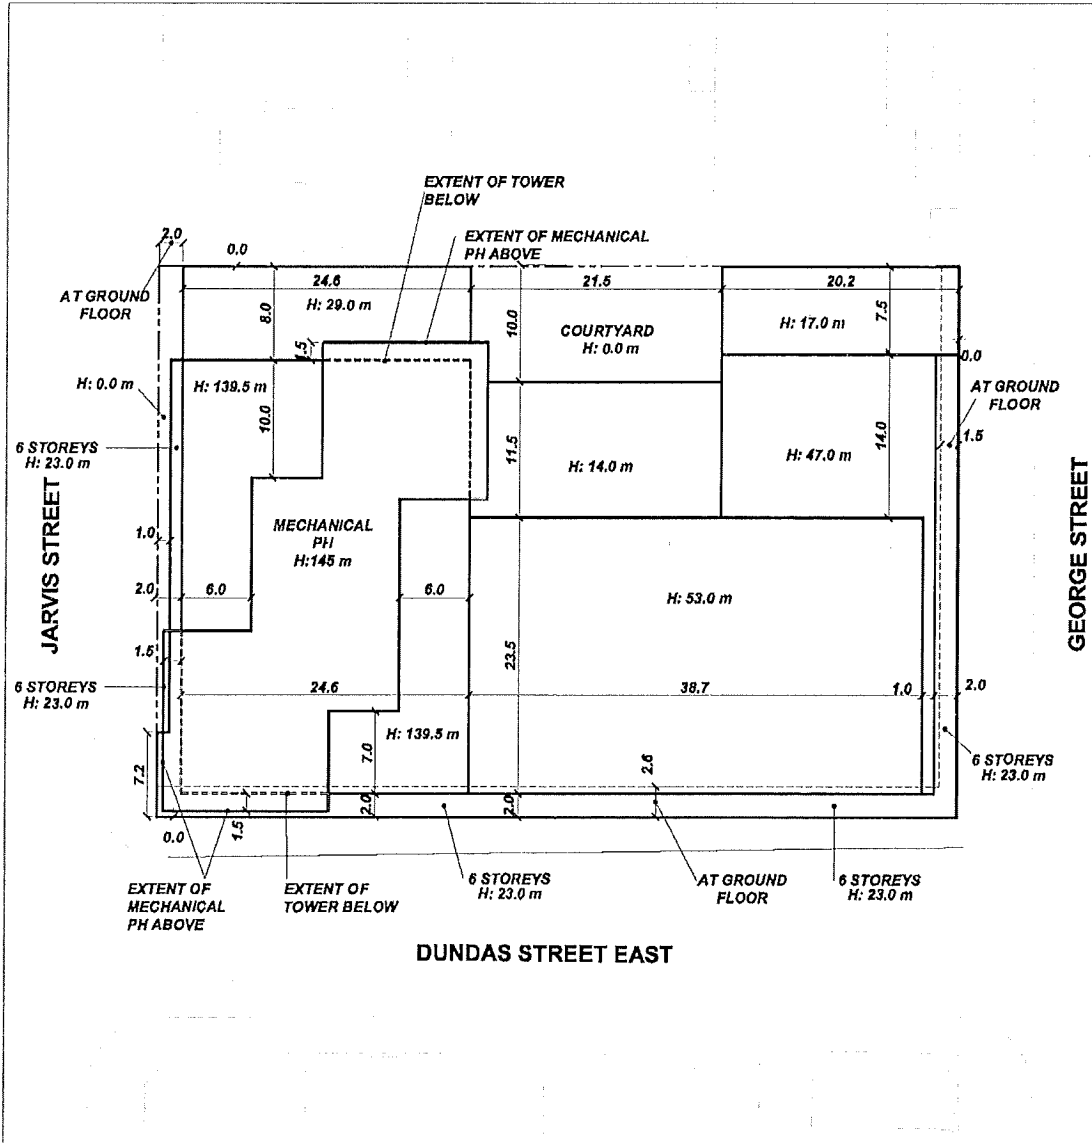 EXTENT OF TOWER
BELOW
EXTENT OF MECHANICAL
PH ABOVE
2.0
0.0
AT GROUND
FLOOR
24.6
21.5
20.2
8.0
H: 29.0 m
10.0
COURTYARD
H: 0.0 m
H: 17.0 m
7.5
1.5
0.0
H: 0.0 m
H: 139.5 m
10.0
AT GROUND
FLOOR
6 STOREYS
H: 23.0 m
11.5
H: 14.0 m
H: 47.0 m
14.0
1.5
JARVIS STREET
GEORGE STREET
MECHANICAL
PH
H:145 m
1.0
2.0
6.0
6.0
H: 53.0 m
1.5
23.5
6 STOREYS
H: 23.0 m
24.6
38.7
1.0
2.0
H: 139.5 m
7.2
7.0
2.6
6 STOREYS
H: 23.0 m
0.0
1.5
2.0
2.0
EXTENT OF
MECHANICAL
PH ABOVE
EXTENT OF
TOWER BELOW
6 STOREYS
H: 23.0 m
AT GROUND
FLOOR
6 STOREYS
H: 23.0 m
DUNDAS STREET EAST